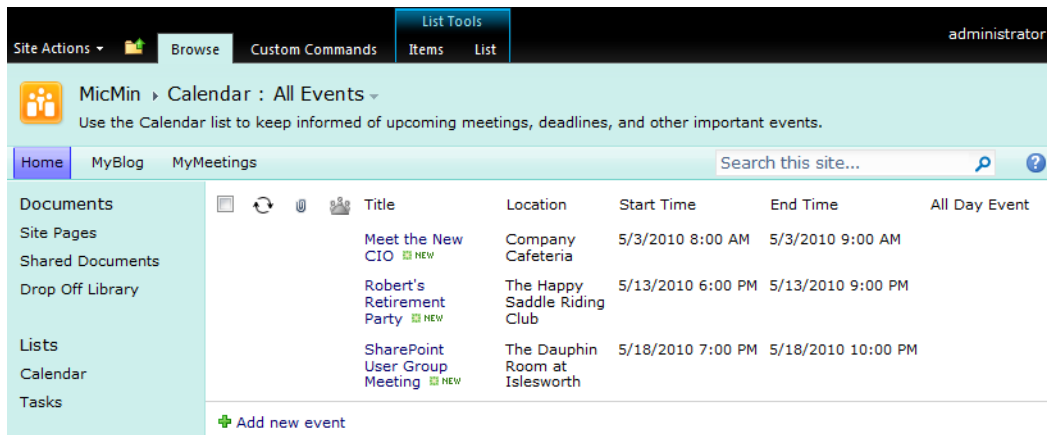 List Tools
Site Actions Browse Custom Commands Items List administrator
MicMin Calendar : All Events
Use the Calendar list to keep informed of upcoming meetings, deadlines, and other important events.
Home MyBlog MyMeetings Search this site... ?
Documents
Site Pages
Shared Documents
Drop Off Library
Lists
Calendar
Tasks
Title Location Start Time End Time All Day Event
Meet the New Company 5/3/2010 8:00 AM 5/3/2010 9:00 AM
CIO NEW Cafeteria
Robert's The Happy 5/13/2010 6:00 PM 5/13/2010 9:00 PM
Retirement Saddle Riding
Party NEW Club
SharePoint The Dauphin 5/18/2010 7:00 PM 5/18/2010 10:00 PM
User Group Room at
Meeting NEW Islesworth
Add new event